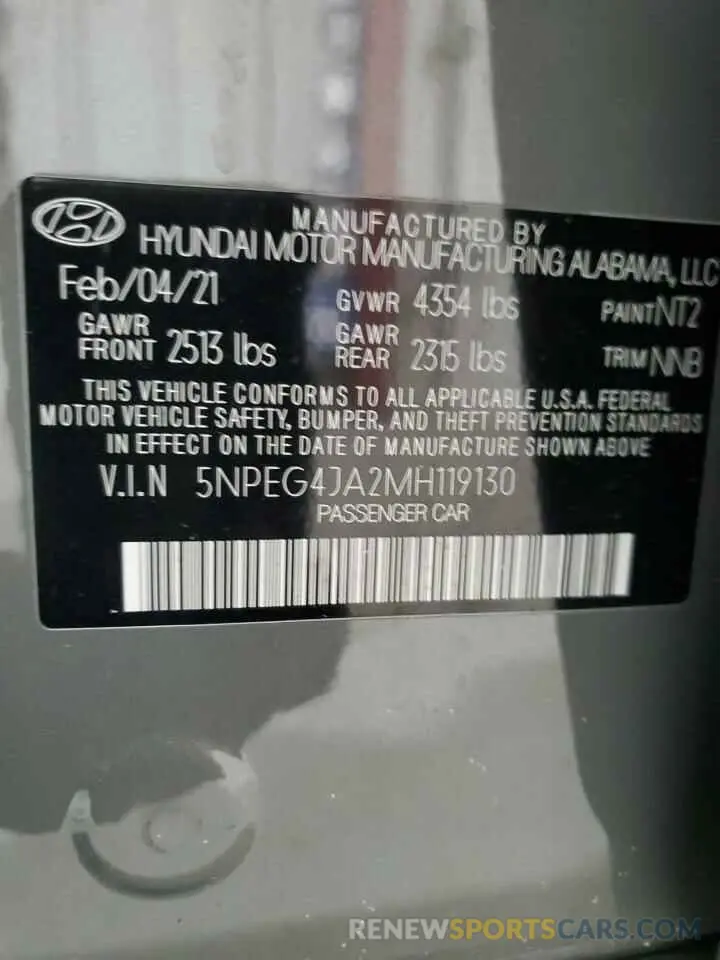 MANUFACTURED BY
HYUNDAI MOTOR MANUFACTURING ALABAMA, LLC
Feb/04/21 GVWR 4354 lbs PAINT NT2
GAWR FRONT 2513 lbs GAWR REAR 2315 lbs TRIM NNB
THIS VEHICLE CONFORMS TO ALL APPLICABLE U.S.A. FEDERAL
MOTOR VEHICLE SAFETY, BUMPER, AND THEFT PREVENTION STANDARDS
IN EFFECT ON THE DATE OF MANUFACTURE SHOWN ABOVE
V.I.N 5NPEG4JA2MH119130
PASSENGER CAR
RENEWSPORTSCARS.COM